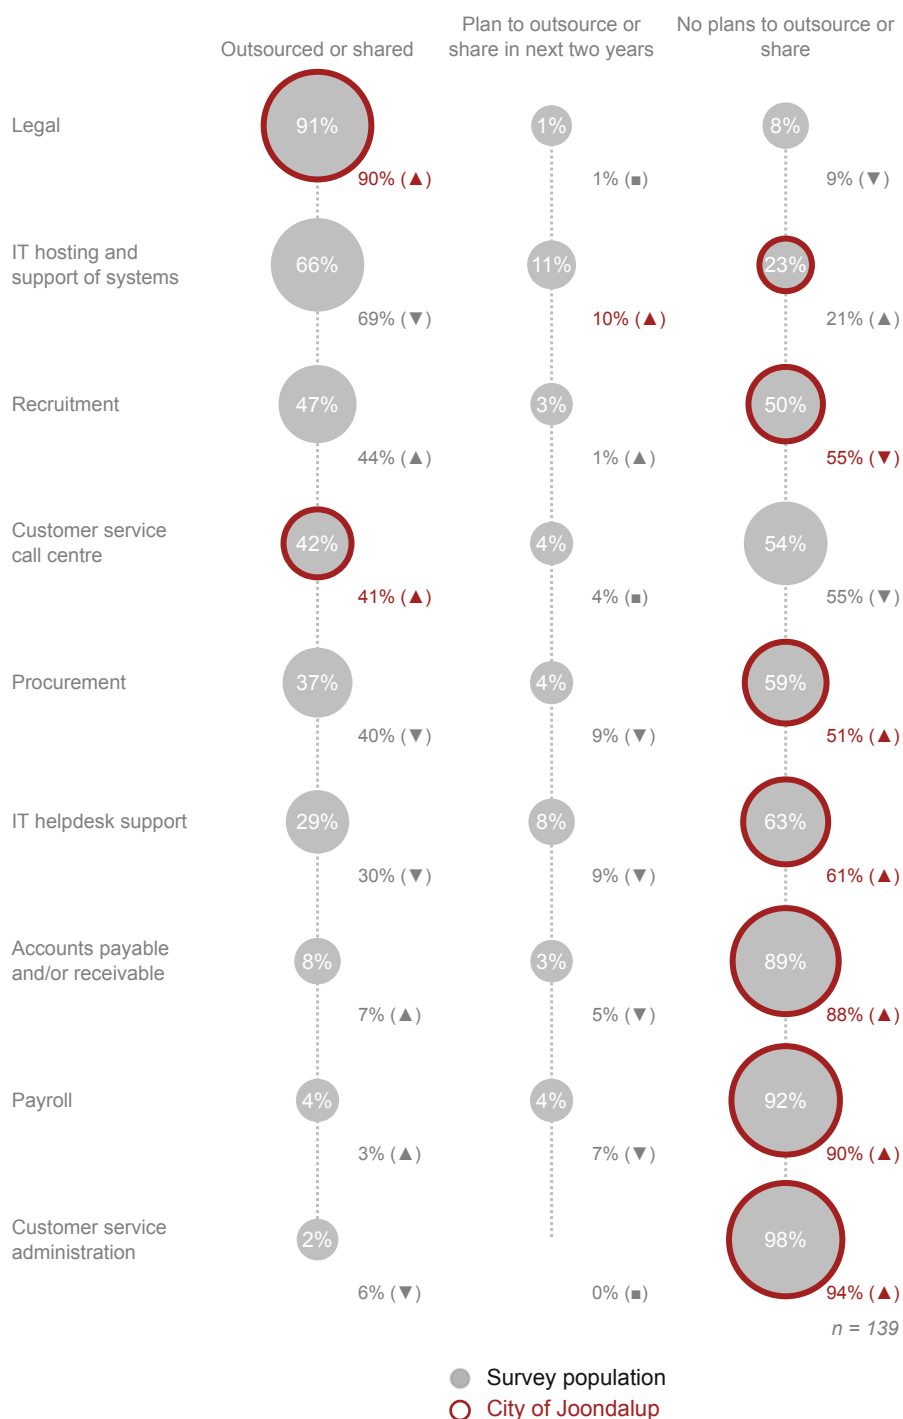 Outsourced or shared
Plan to outsource or
share in next two years
No plans to outsource or
share
Legal
91%
1%
8%
90% (▲)
1% (■)
9% (▼)
IT hosting and
support of systems
66%
11%
23%
69% (▼)
10% (▲)
21% (▲)
Recruitment
47%
3%
50%
44% (▲)
1% (▲)
55% (▼)
Customer service
call centre
42%
4%
54%
41% (▲)
4% (■)
55% (▼)
Procurement
37%
4%
59%
40% (▼)
9% (▼)
51% (▲)
IT helpdesk support
29%
8%
63%
30% (▼)
9% (▼)
61% (▲)
Accounts payable
and/or receivable
8%
3%
89%
7% (▲)
5% (▼)
88% (▲)
Payroll
4%
4%
92%
3% (▲)
7% (▼)
90% (▲)
Customer service
administration
2%
98%
6% (▼)
0% (■)
94% (▲)
n = 139
Survey population
City of Joondalup